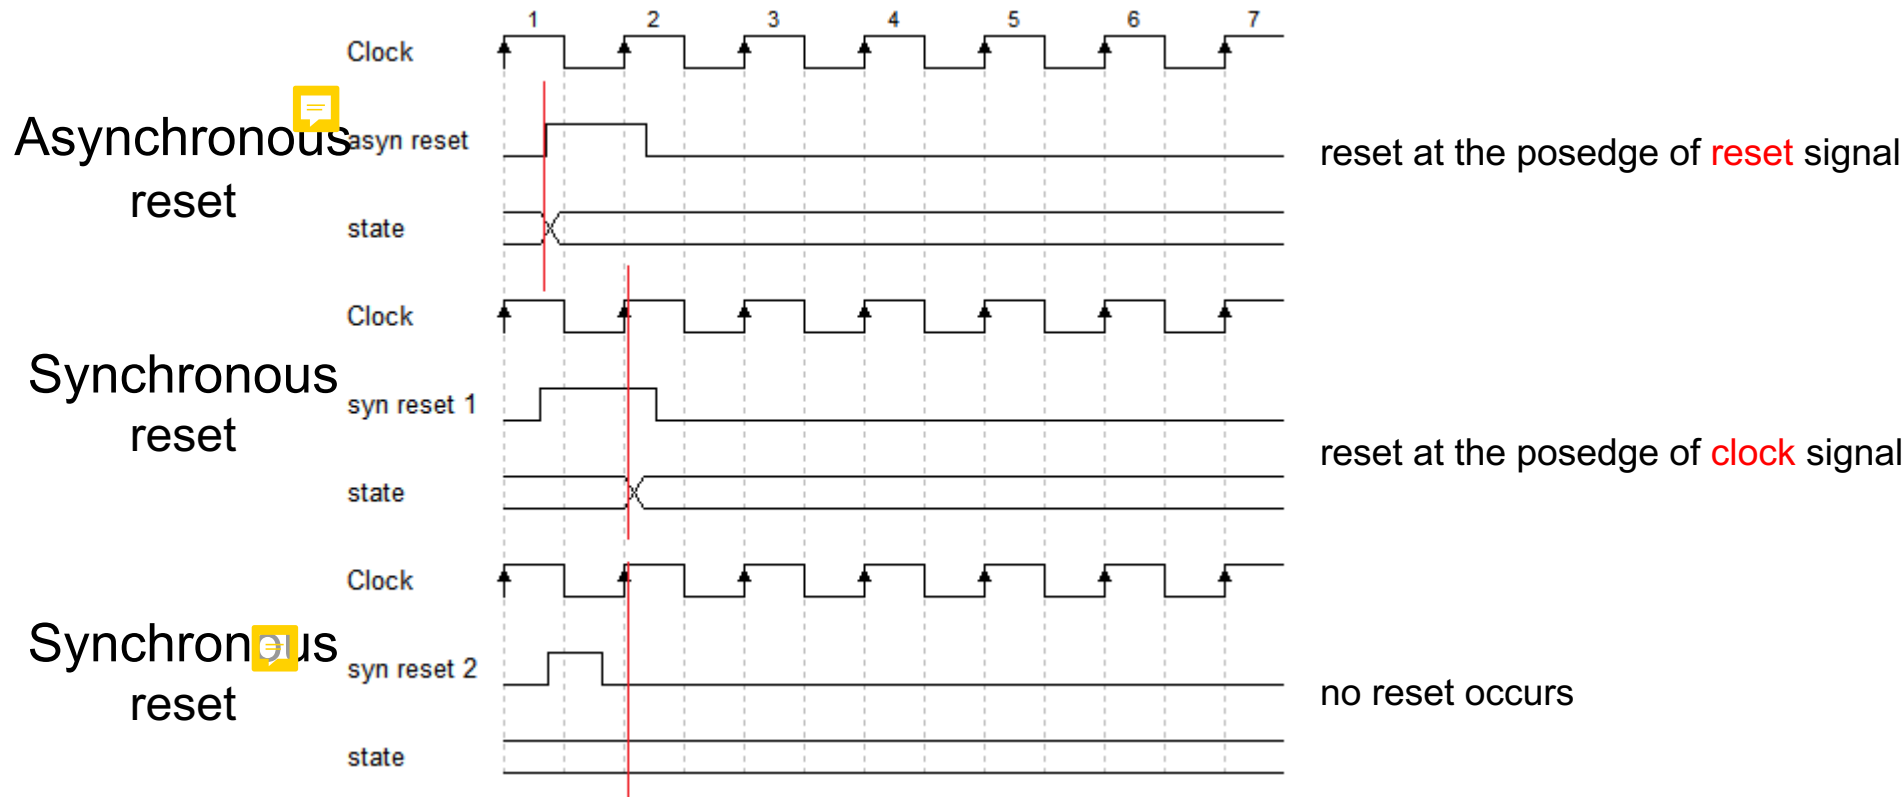 1 2 3 4 5 6 7
Clock
Asynchronous
reset
asyn reset
reset at the posedge of reset signal
state
Clock
Synchronous
reset
syn reset 1
reset at the posedge of clock signal
state
Clock
Synchronous
reset
syn reset 2
no reset occurs
state